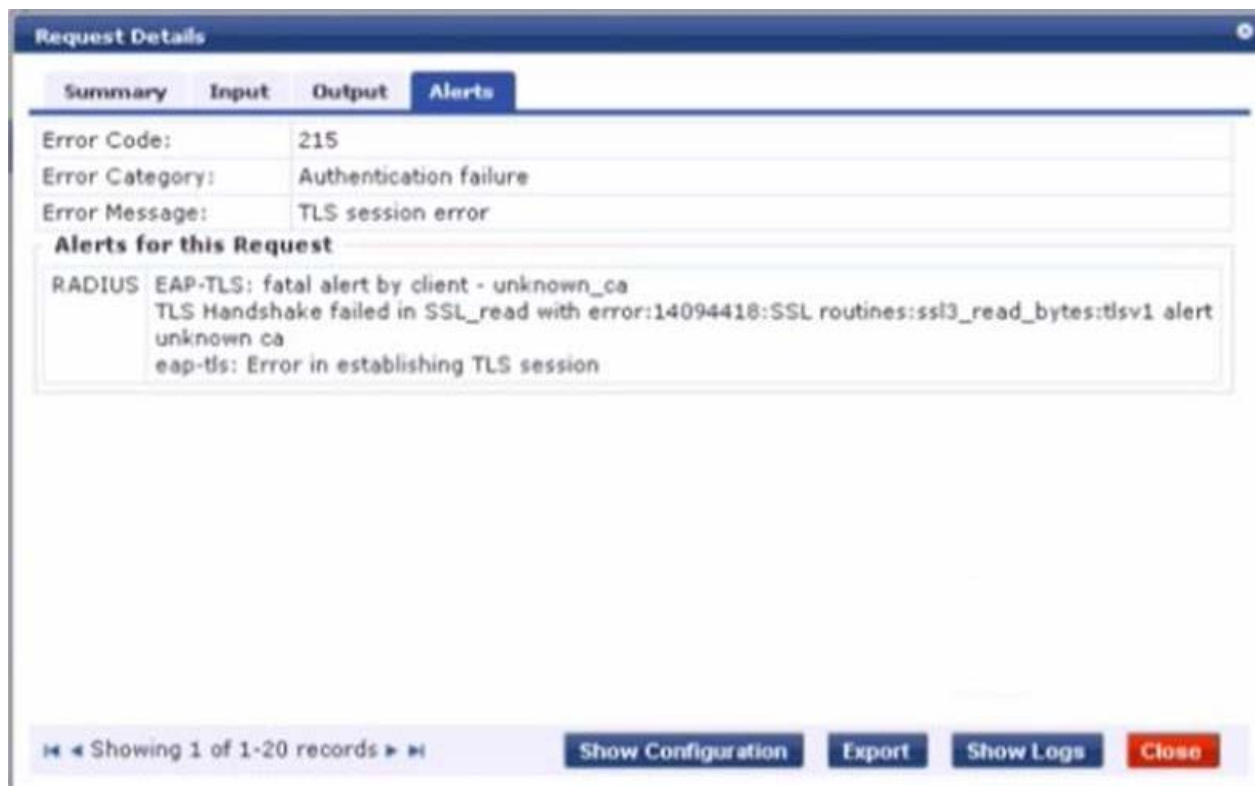 Request Details
Summary Input Output Alerts
Error Code: 215
Error Category: Authentication failure
Error Message: TLS session error
Alerts for this Request
RADIUS EAP-TLS: fatal alert by client - unknown_ca
TLS Handshake failed in SSL_read with error:14094418:SSL routines:ssl3_read_bytes:tlsv1 alert
unknown ca
eap-tls: Error in establishing TLS session
Showing 1 of 1-20 records Show Configuration Export Show Logs Close